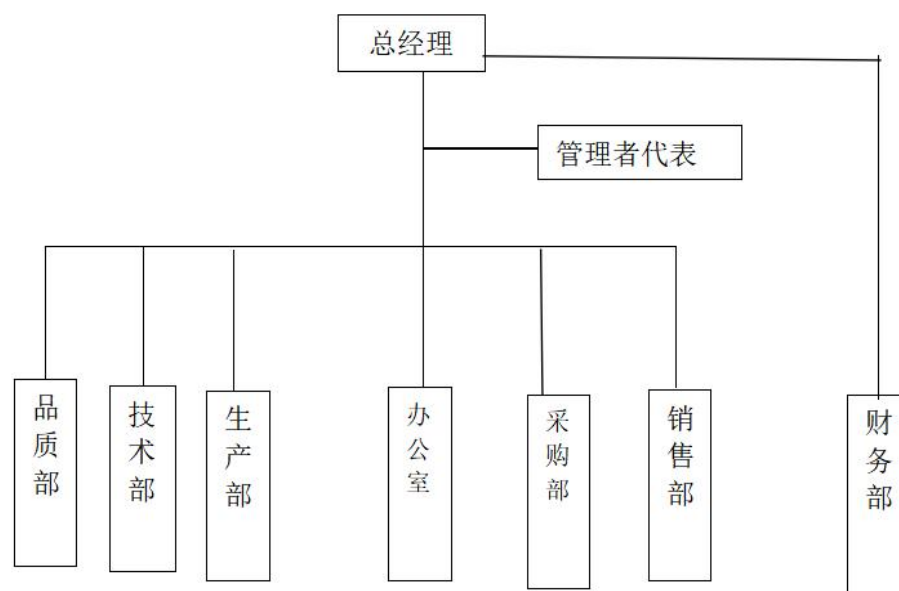 总经理
管理者代表
品质部
技术部
生产部
办公室
采购部
销售部
财务部